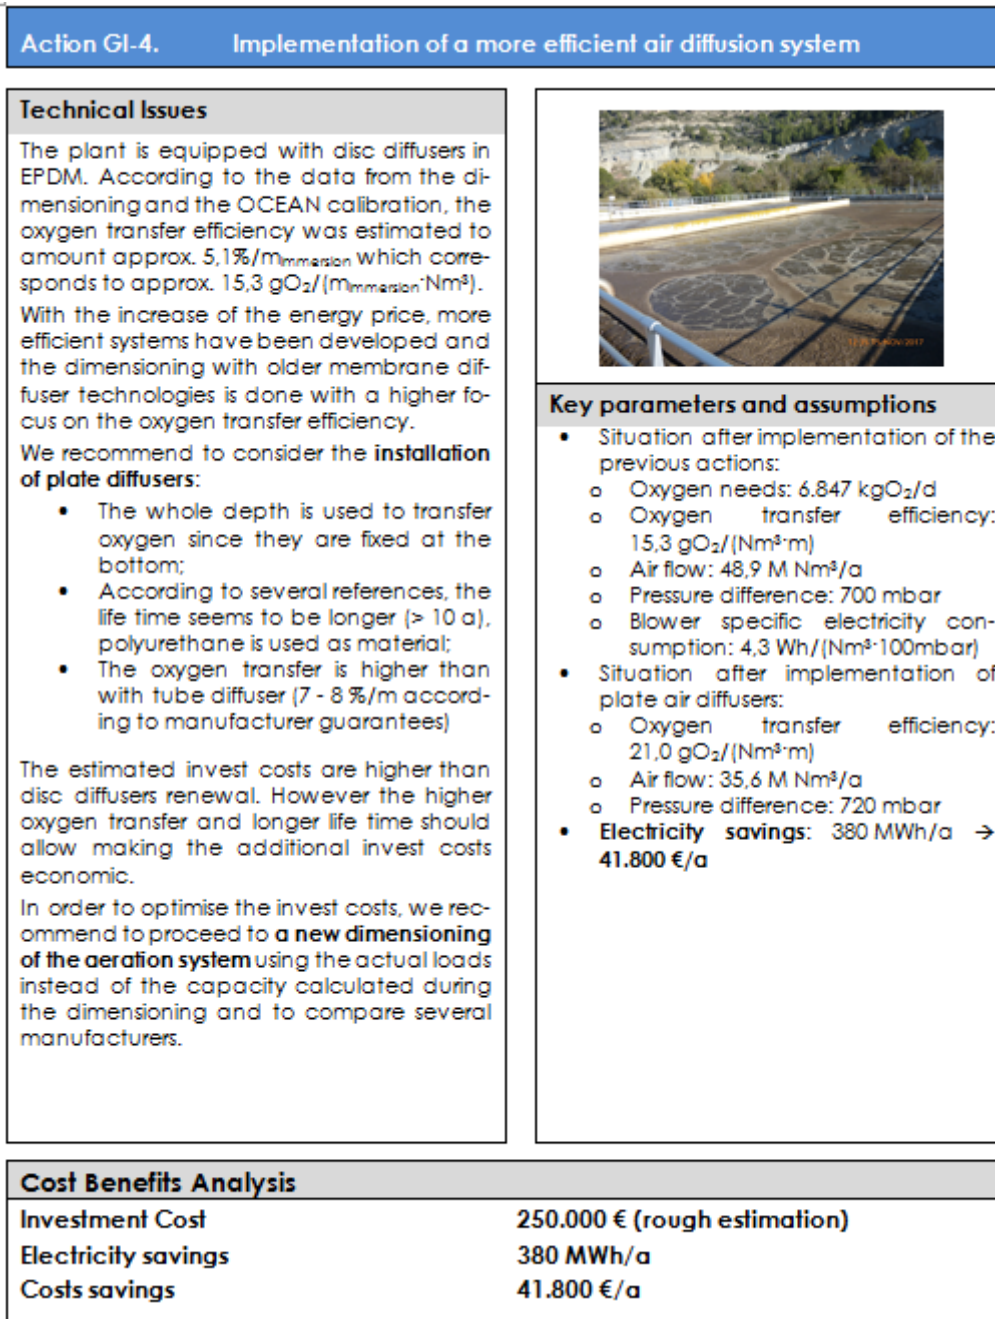 Action GI-4. Implementation of a more efficient air diffusion system
Technical Issues
The plant is equipped with disc diffusers in
EPDM. According to the data from the di-
mensioning and the OCEAN calibration, the
oxygen transfer efficiency was estimated to
amount approx. 5,1%/mImmersion which corre-
sponds to approx. 15,3 gO₂/(mImmersion·Nm³).
With the increase of the energy price, more
efficient systems have been developed and
the dimensioning with older membrane dif-
fuser technologies is done with a higher fo-
cus on the oxygen transfer efficiency.
We recommend to consider the installation
of plate diffusers:
• The whole depth is used to transfer
oxygen since they are fixed at the
bottom;
• According to several references, the
life time seems to be longer (> 10 a),
polyurethane is used as material;
• The oxygen transfer is higher than
with tube diffuser (7 - 8 %/m accord-
ing to manufacturer guarantees)
The estimated invest costs are higher than
disc diffusers renewal. However the higher
oxygen transfer and longer life time should
allow making the additional invest costs
economic.
In order to optimise the invest costs, we rec-
ommend to proceed to a new dimensioning
of the aeration system using the actual loads
instead of the capacity calculated during
the dimensioning and to compare several
manufacturers.
NOV/2017
Key parameters and assumptions
• Situation after implementation of the
previous actions:
o Oxygen needs: 6.847 kgO₂/d
o Oxygen transfer efficiency:
15,3 gO₂/(Nm³·m)
o Air flow: 48,9 M Nm³/a
o Pressure difference: 700 mbar
o Blower specific electricity con-
sumption: 4,3 Wh/(Nm³·100mbar)
• Situation after implementation of
plate air diffusers:
o Oxygen transfer efficiency:
21,0 gO₂/(Nm³·m)
o Air flow: 35,6 M Nm³/a
o Pressure difference: 720 mbar
• Electricity savings: 380 MWh/a →
41.800 €/a
Cost Benefits Analysis
Investment Cost 250.000 € (rough estimation)
Electricity savings 380 MWh/a
Costs savings 41.800 €/a